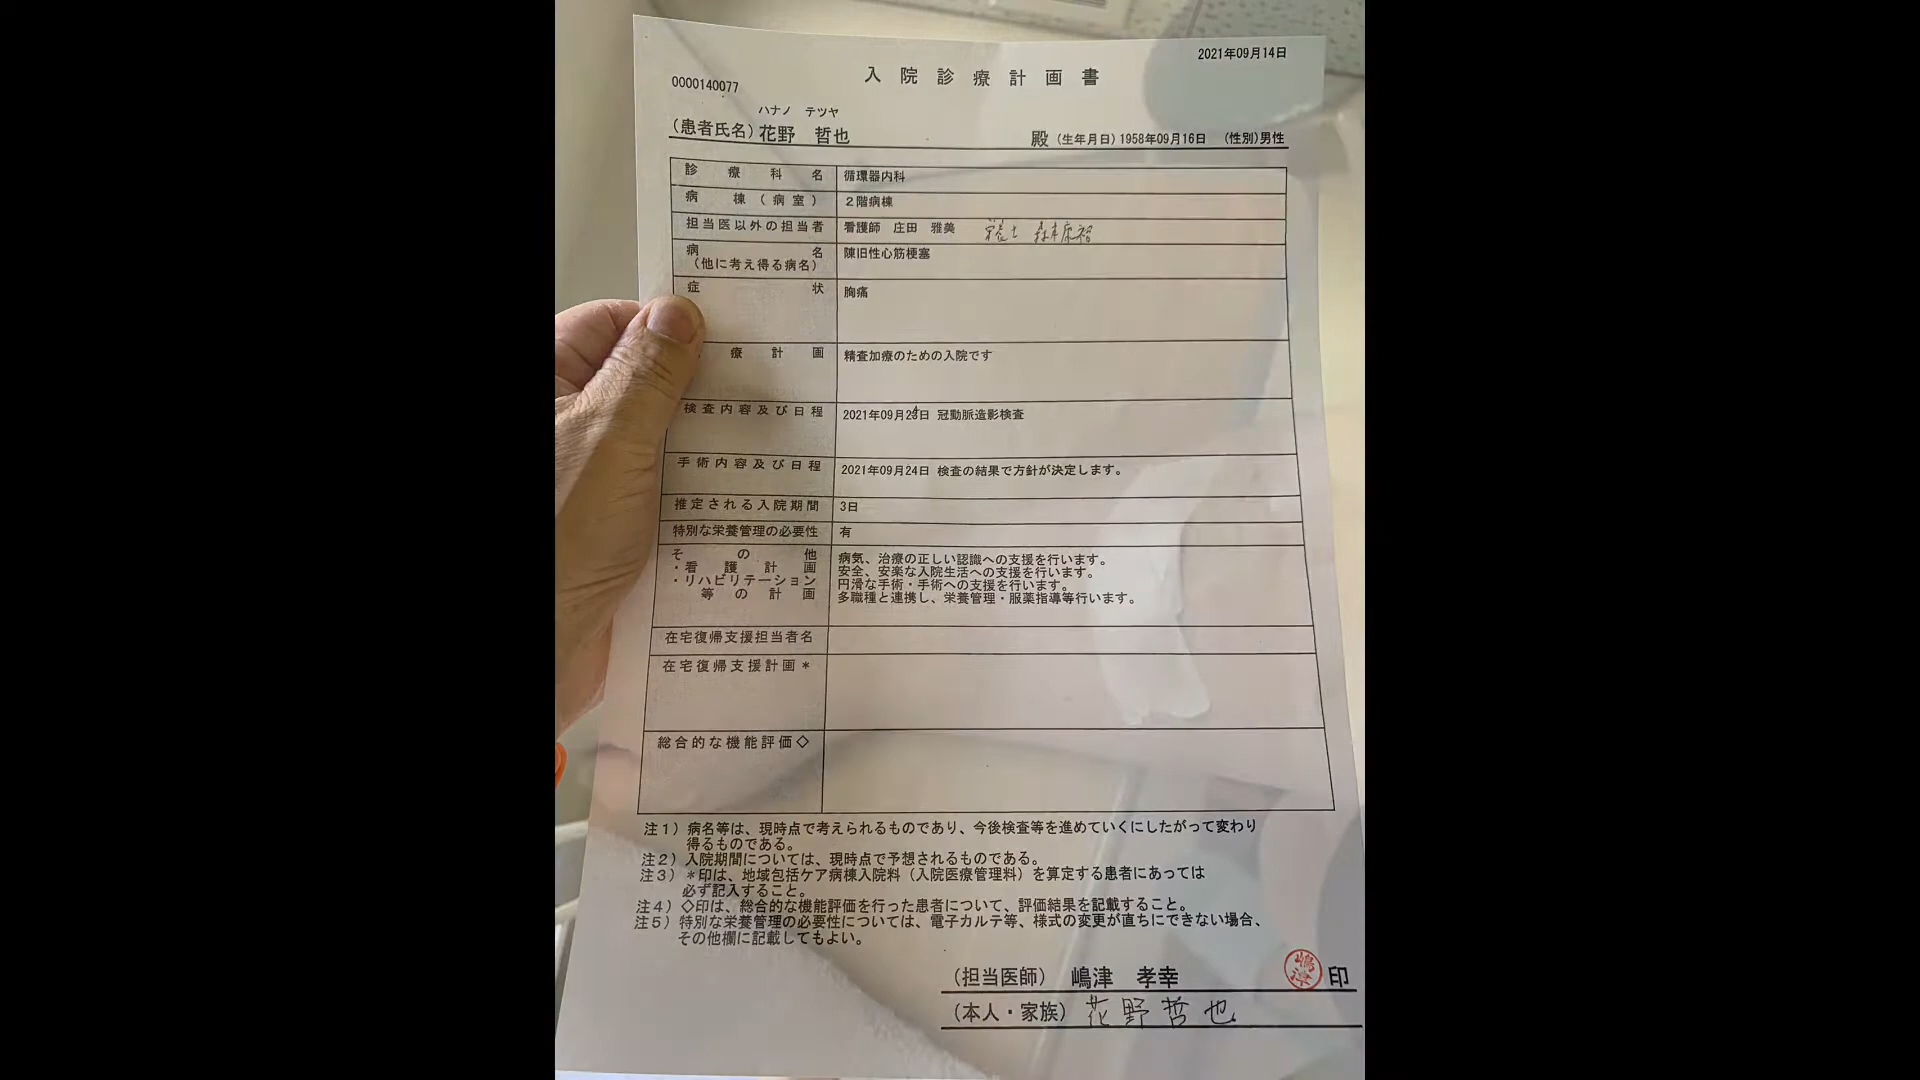 2021年09月14日
入院診療計画書
0000140077
ハナノ テツヤ
(患者氏名) 花野 哲也 殿 (生年月日) 1958年09月16日 (性別)男性
診療科名 循環器内科
病棟(病室) 2階病棟
担当医以外の担当者 看護師 庄田 雅美
病名 陳旧性心筋梗塞
(他に考え得る病名)
症状 胸痛
療計画 精査加療のための入院です
検査内容及び日程 2021年09月24日 冠動脈造影検査
手術内容及び日程 2021年09月24日 検査の結果で方針が決定します。
推定される入院期間 3日
特別な栄養管理の必要性 有
その他 病気、治療の正しい認識への支援を行います。
・看護計画 安全、安楽な入院生活への支援を行います。
・リハビリテーション 円滑な手術・手術への支援を行います。
等の計画 多職種と連携し、栄養管理・服薬指導等行います。
在宅復帰支援担当者名
在宅復帰支援計画*
総合的な機能評価◇
注1)病名等は、現時点で考えられるものであり、今後検査等を進めていくにしたがって変わり
得るものである。
注2)入院期間については、現時点で予想されるものである。
注3)*印は、地域包括ケア病棟入院料(入院医療管理料)を算定する患者にあっては
必ず記入すること。
注4)◇印は、総合的な機能評価を行った患者について、評価結果を記載すること。
注5)特別な栄養管理の必要性については、電子カルテ等、様式の変更が直ちにできない場合、
その他欄に記載してもよい。
(担当医師) 嶋津 孝幸 嶋津 印
(本人・家族) 花野哲也